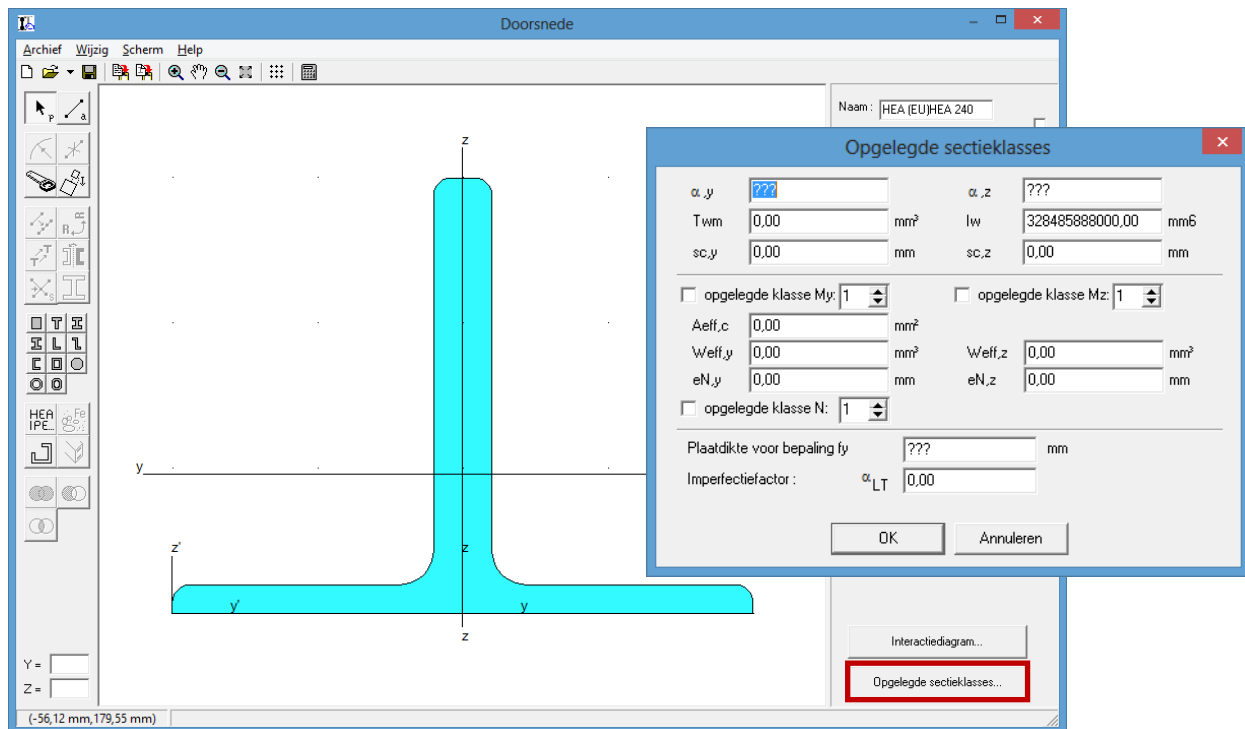 Doorsnede
Archief Wijzig Scherm Help
p a
Naam : HEA (EU)HEA 240
Opgelegde sectieklasses
α ,y ??? α ,z ???
Twm 0,00 mm³ Iw 328485888000,00 mm6
sc,y 0,00 mm sc,z 0,00 mm
opgelegde klasse My: 1 opgelegde klasse Mz: 1
Aeff,c 0,00 mm²
Weff,y 0,00 mm³ Weff,z 0,00 mm³
eN,y 0,00 mm eN,z 0,00 mm
opgelegde klasse N: 1
Plaatdikte voor bepaling fy ??? mm
Imperfectiefactor : αLT 0,00
OK Annuleren
z
y
z' z
y' y
z
R
T
s
HEA
IPE...
Fe
Interactiediagram...
Opgelegde sectieklasses...
Y =
Z =
(-56,12 mm,179,55 mm)